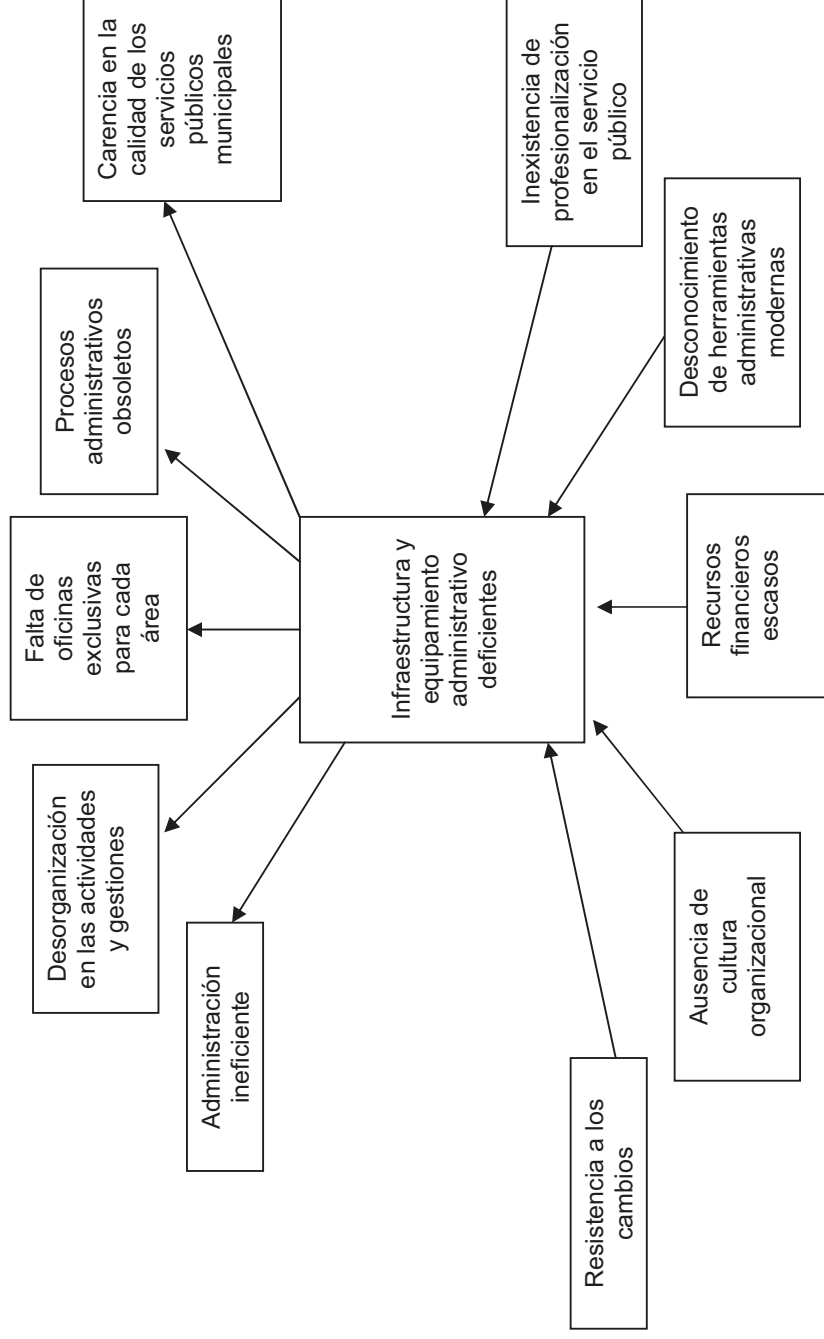 Carencia en la
calidad de los
servicios
públicos
municipales
Procesos
administrativos
obsoletos
Falta de
oficinas
exclusivas
para cada
área
Desorganización
en las actividades
y gestiones
Administración
ineficiente
Infraestructura y
equipamiento
administrativo
deficientes
Inexistencia de
profesionalización
en el servicio
público
Desconocimiento
de herramientas
administrativas
modernas
Recursos
financieros
escasos
Ausencia de
cultura
organizacional
Resistencia a los
cambios